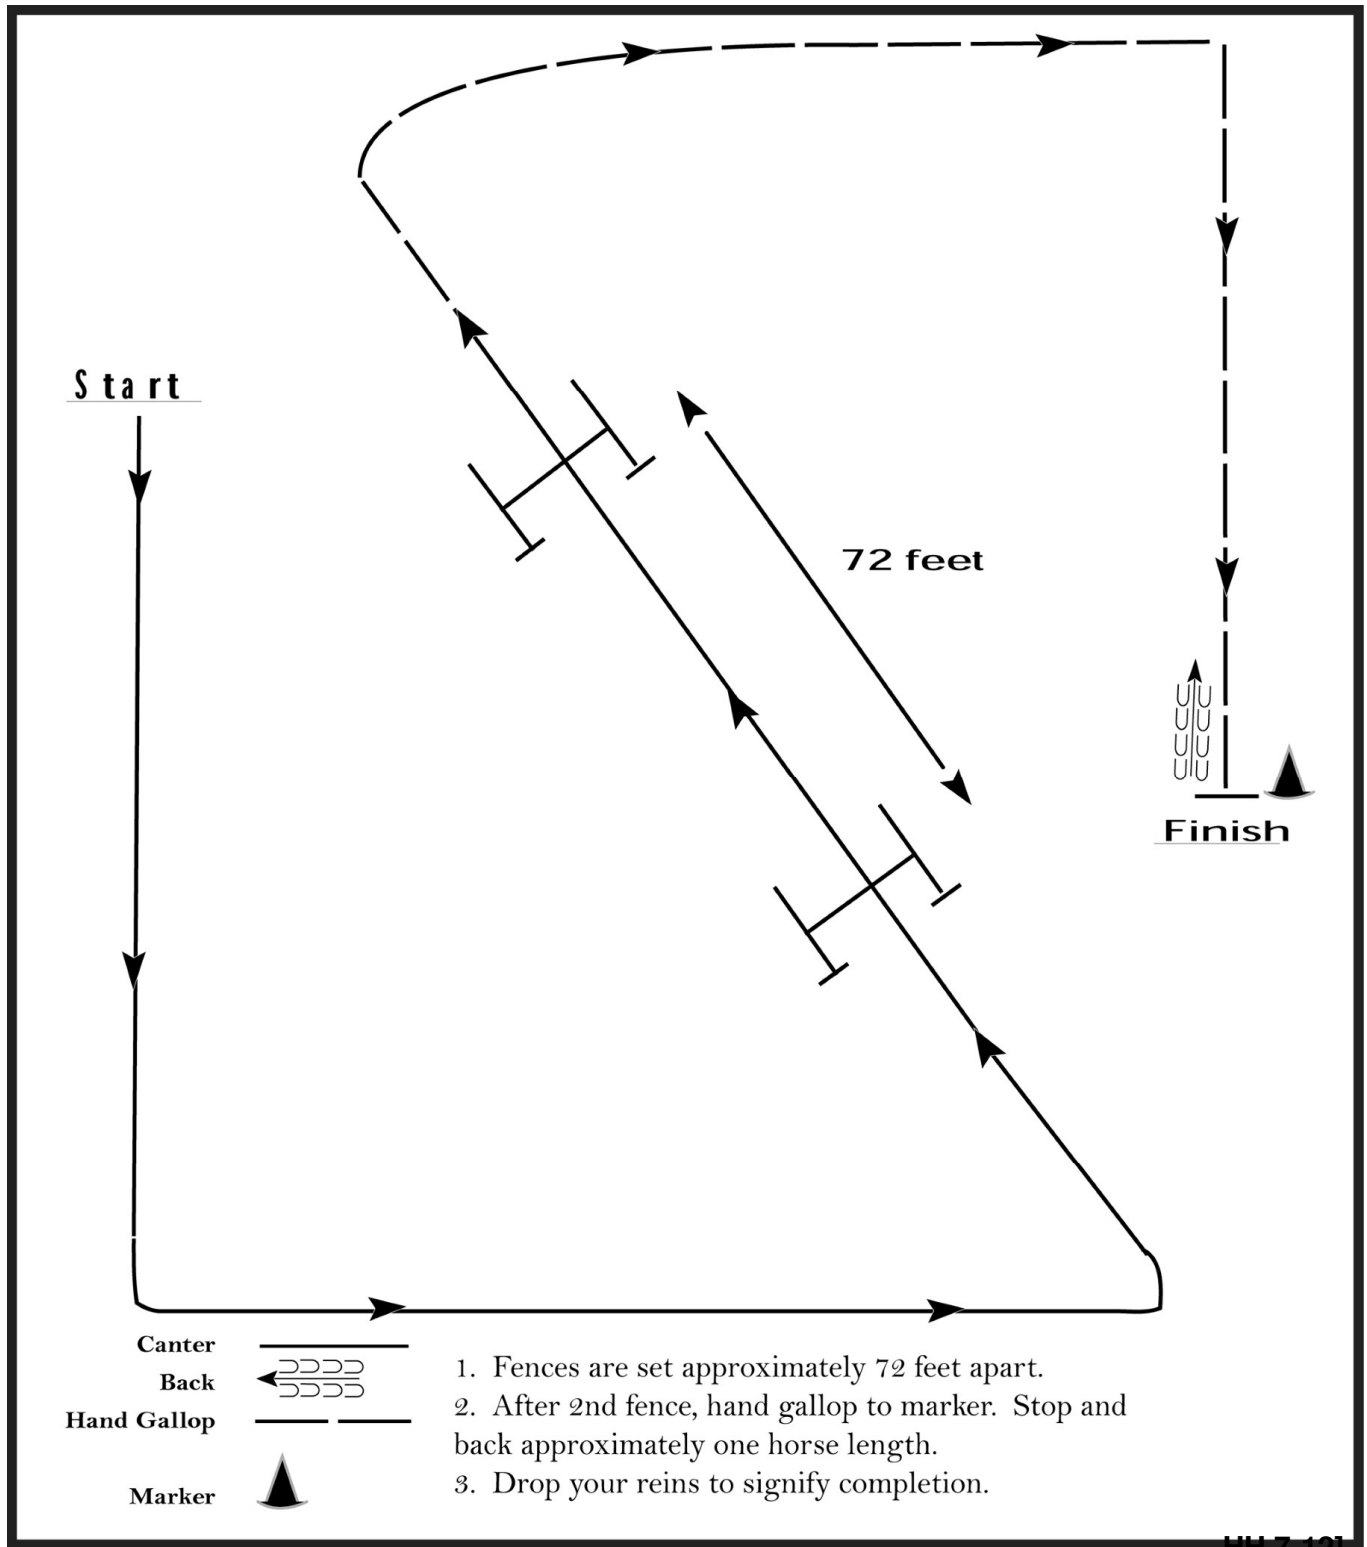 Start
72 feet
Finish
Canter
Back
Hand Gallop
Marker
1. Fences are set approximately 72 feet apart.
2. After 2nd fence, hand gallop to marker. Stop and
back approximately one horse length.
3. Drop your reins to signify completion.